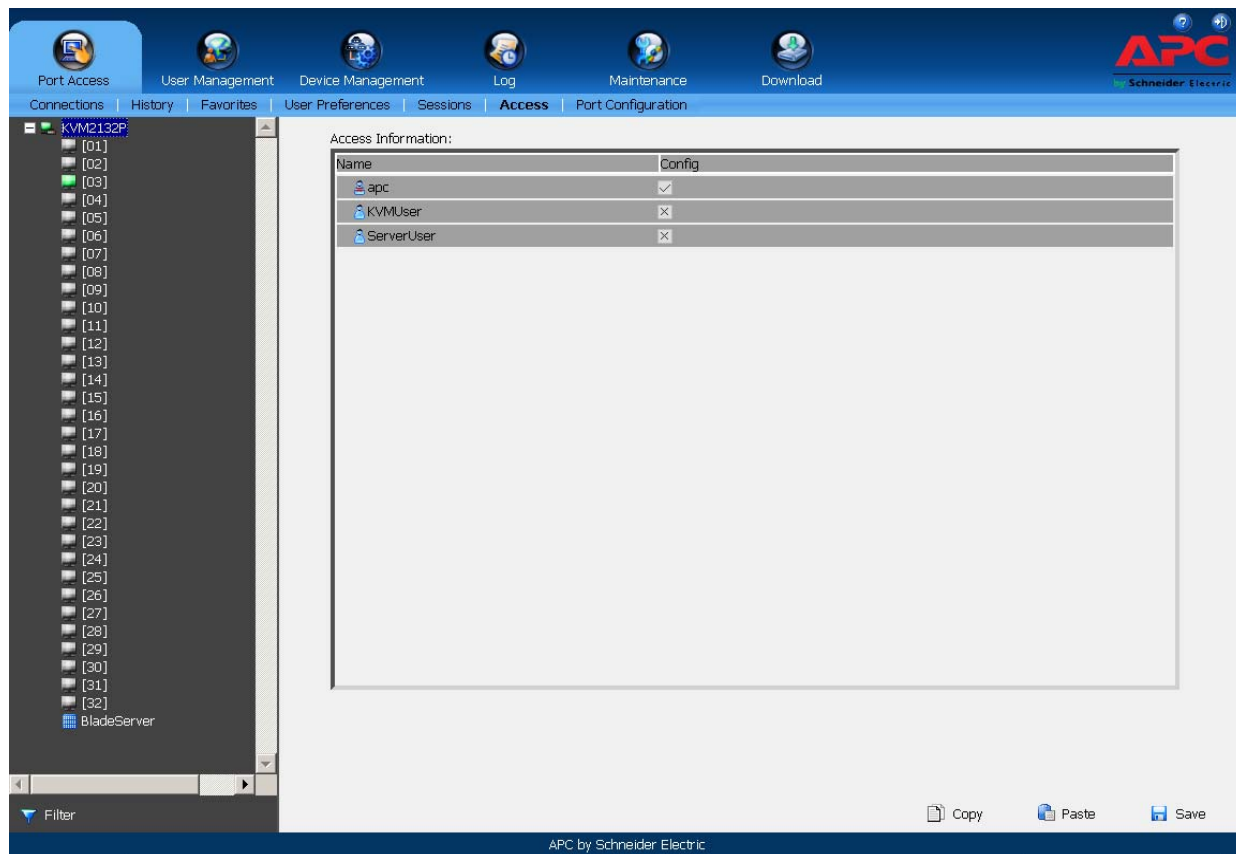 Port Access
User Management
Device Management
Log
Maintenance
Download
APC
by Schneider Electric
Connections | History | Favorites | User Preferences | Sessions | Access | Port Configuration
KVM2132P
[01]
[02]
[03]
[04]
[05]
[06]
[07]
[08]
[09]
[10]
[11]
[12]
[13]
[14]
[15]
[16]
[17]
[18]
[19]
[20]
[21]
[22]
[23]
[24]
[25]
[26]
[27]
[28]
[29]
[30]
[31]
[32]
BladeServer
Filter
Access Information:
Name Config
apc
KVMUser
ServerUser
Copy Paste Save
APC by Schneider Electric